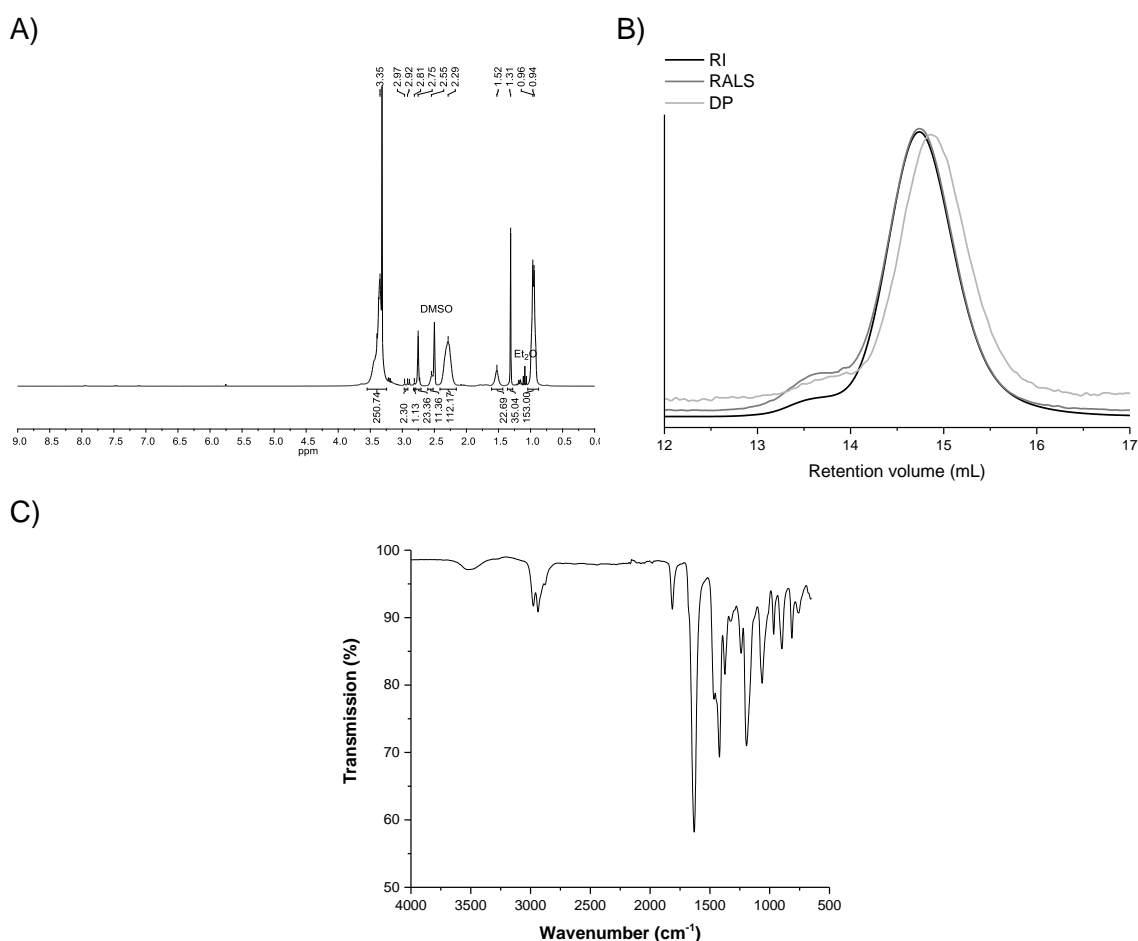 A)
3.35
2.97
2.92
2.81
2.75
2.55
2.29
1.52
1.31
0.96
0.94
DMSO
Et₂O
250.74
2.30
1.13
23.36
11.36
112.17
22.69
35.04
153.00
9.0 8.5 8.0 7.5 7.0 6.5 6.0 5.5 5.0 4.5 4.0 3.5 3.0 2.5 2.0 1.5 1.0 0.5 0.0
ppm
B)
RI
RALS
DP
12 13 14 15 16 17
Retention volume (mL)
C)
Transmission (%)
100
90
80
70
60
50
4000 3500 3000 2500 2000 1500 1000 500
Wavenumber (cm⁻¹)